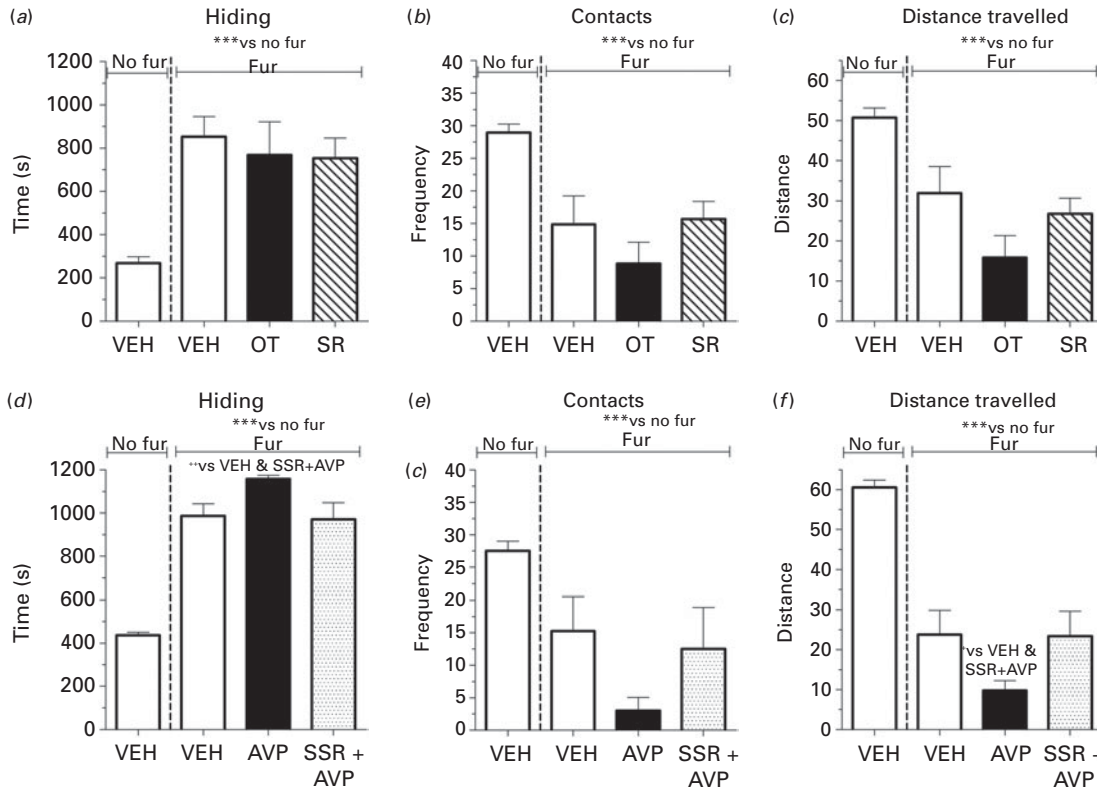 (a) Hiding
***vs no fur
No fur Fur
1200
1000
800
600
400
200
0
Time (s)
VEH VEH OT SR
(b) Contacts
***vs no fur
No fur Fur
40
35
30
25
20
15
10
5
0
Frequency
VEH VEH OT SR
(c) Distance travelled
***vs no fur
No fur Fur
60
50
40
30
20
10
0
Distance
VEH VEH OT SR
(d) Hiding
***vs no fur
No fur Fur
++vs VEH & SSR+AVP
1200
1000
800
600
400
200
0
Time (s)
VEH VEH AVP SSR +
AVP
(e) Contacts
***vs no fur
No fur Fur
(c)
40
35
30
25
20
15
10
5
0
Frequency
VEH VEH AVP SSR +
AVP
(f) Distance travelled
***vs no fur
No fur Fur
60
50
40
30
20
10
0
Distance
+vs VEH &
SSR+AVP
VEH VEH AVP SSR +
AVP